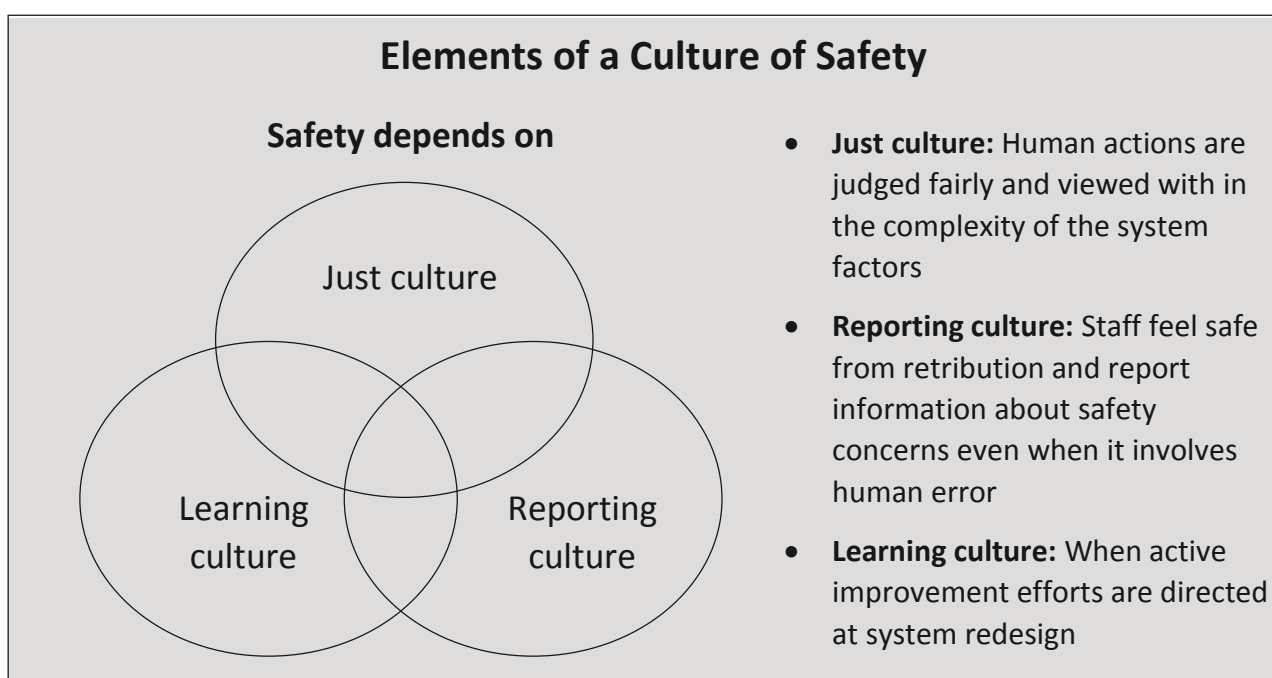 Elements of a Culture of Safety
Safety depends on
Just culture
Learning
culture
Reporting
culture
• Just culture: Human actions are
judged fairly and viewed with in
the complexity of the system
factors
• Reporting culture: Staff feel safe
from retribution and report
information about safety
concerns even when it involves
human error
• Learning culture: When active
improvement efforts are directed
at system redesign